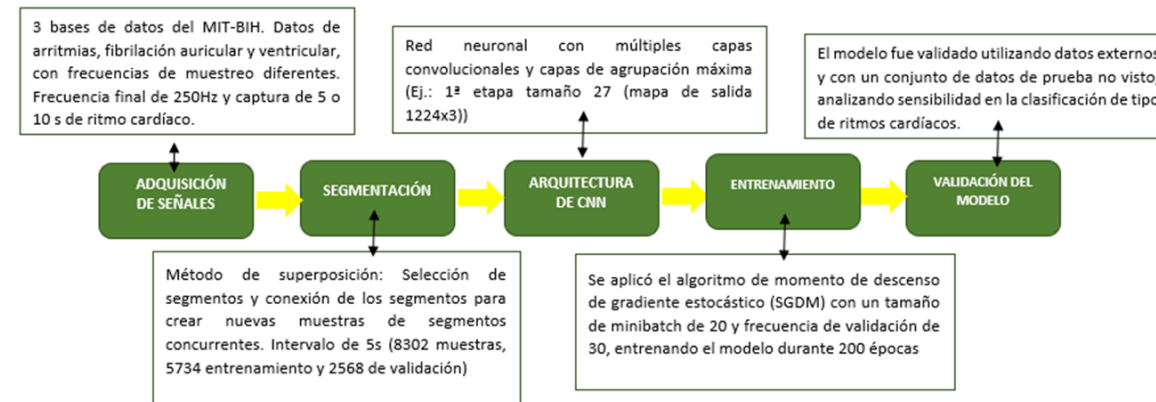 3 bases de datos del MIT-BIH. Datos de
arritmias, fibrilación auricular y ventricular,
con frecuencias de muestreo diferentes.
Frecuencia final de 250Hz y captura de 5 o
10 s de ritmo cardíaco.
Red neuronal con múltiples capas
convolucionales y capas de agrupación máxima
(Ej.: 1ª etapa tamaño 27 (mapa de salida
1224x3))
El modelo fue validado utilizando datos externos
y con un conjunto de datos de prueba no visto,
analizando sensibilidad en la clasificación de tipo
de ritmos cardíacos.
ADQUISICIÓN
DE SEÑALES
SEGMENTACIÓN
ARQUITECTURA
DE CNN
ENTRENAMIENTO
VALIDACIÓN DEL
MODELO
Método de superposición: Selección de
segmentos y conexión de los segmentos para
crear nuevas muestras de segmentos
concurrentes. Intervalo de 5s (8302 muestras,
5734 entrenamiento y 2568 de validación)
Se aplicó el algoritmo de momento de descenso
de gradiente estocástico (SGDM) con un tamaño
de minibatch de 20 y frecuencia de validación de
30, entrenando el modelo durante 200 épocas